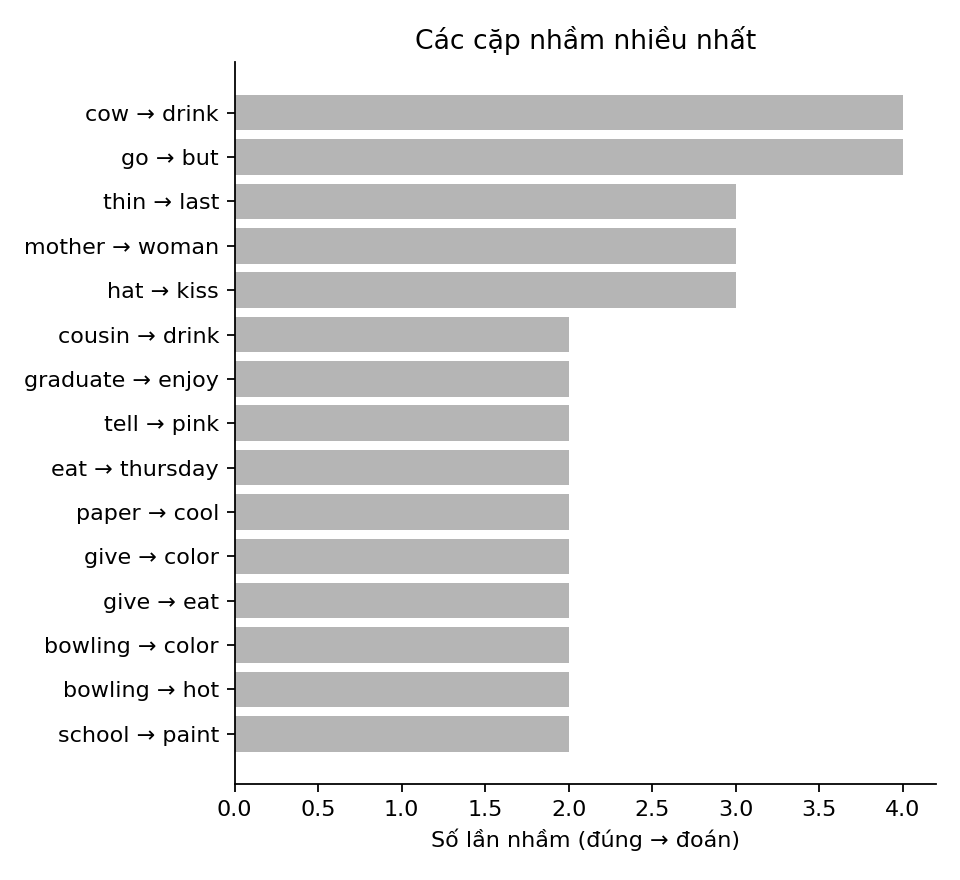 Các cặp nhầm nhiều nhất
cow → drink
go → but
thin → last
mother → woman
hat → kiss
cousin → drink
graduate → enjoy
tell → pink
eat → thursday
paper → cool
give → color
give → eat
bowling → color
bowling → hot
school → paint
0.0 0.5 1.0 1.5 2.0 2.5 3.0 3.5 4.0
Số lần nhầm (đúng → đoán)